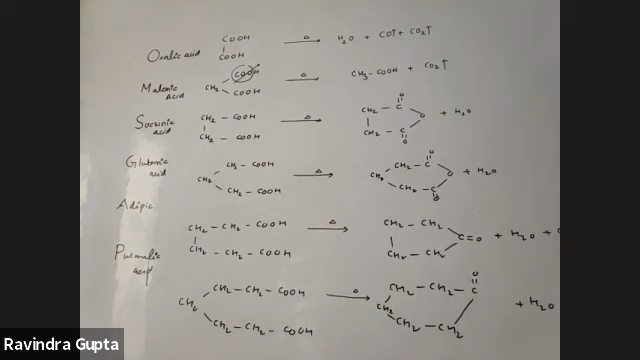 Oxalic acid COOH COOH △ → H₂O + CO↑ + CO₂↑
Malonic Acid CH₂ COOH COOH △ → CH₃-COOH + CO₂↑
Succinic acid CH₂ - COOH CH₂ - COOH △ → CH₂ - C O O CH₂ - C O + H₂O
Glutaric acid CH₂ - COOH CH₂ CH₂ - COOH △ → CH₂ - C O CH₂ O CH₂ - C O + H₂O
Adipic CH₂ - CH₂ - COOH CH₂ - CH₂ - COOH △ → CH₂ - CH₂ C = O CH₂ - CH₂ + H₂O +
acid CH₂ - CH₂ - COOH CH₂ CH₂ - CH₂ - COOH △ → CH₂ - CH₂ - C O CH₂ CH₂ - CH₂ + H₂O
Ravindra Gupta